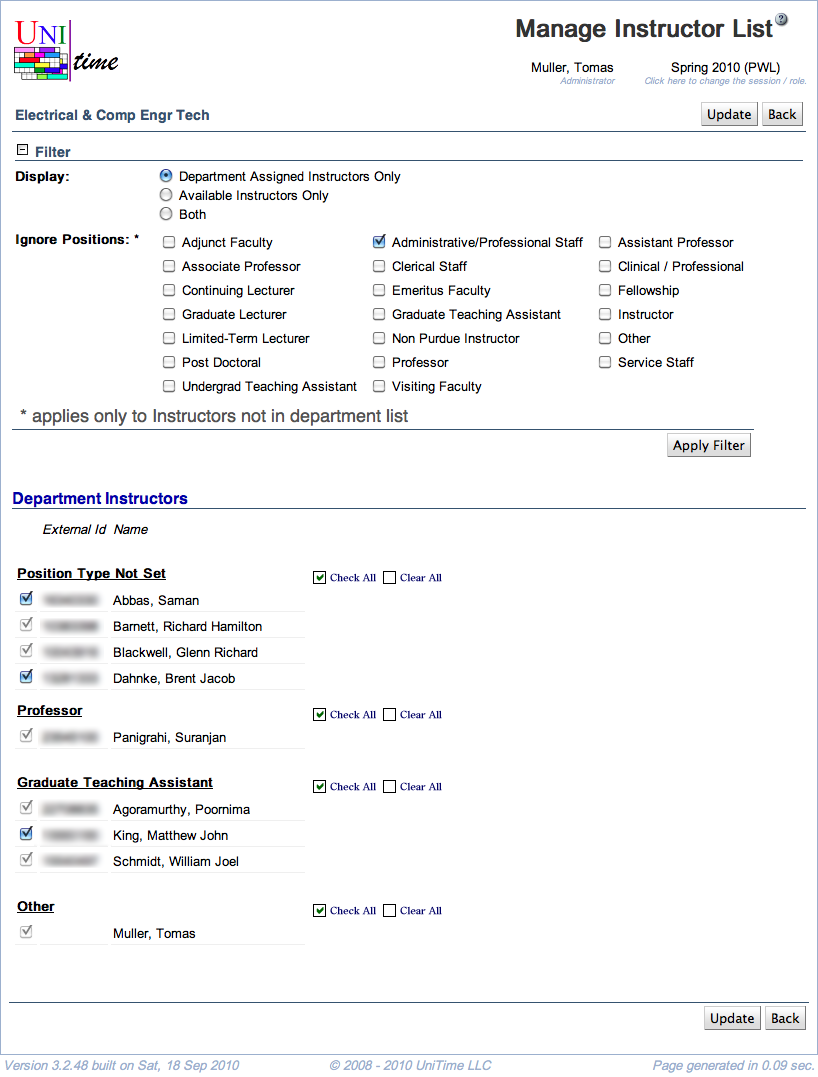 UNI
time
Manage Instructor List ?
Muller, Tomas Spring 2010 (PWL)
Administrator Click here to change the session / role.
Electrical & Comp Engr Tech Update Back
Filter
Display: Department Assigned Instructors Only
Available Instructors Only
Both
Ignore Positions: * Adjunct Faculty Administrative/Professional Staff Assistant Professor
Associate Professor Clerical Staff Clinical / Professional
Continuing Lecturer Emeritus Faculty Fellowship
Graduate Lecturer Graduate Teaching Assistant Instructor
Limited-Term Lecturer Non Purdue Instructor Other
Post Doctoral Professor Service Staff
Undergrad Teaching Assistant Visiting Faculty
* applies only to Instructors not in department list
Apply Filter
Department Instructors
External Id Name
Position Type Not Set Check All Clear All
Abbas, Saman
Barnett, Richard Hamilton
Blackwell, Glenn Richard
Dahnke, Brent Jacob
Professor Check All Clear All
Panigrahi, Suranjan
Graduate Teaching Assistant Check All Clear All
Agoramurthy, Poornima
King, Matthew John
Schmidt, William Joel
Other Check All Clear All
Muller, Tomas
Update Back
Version 3.2.48 built on Sat, 18 Sep 2010 © 2008 - 2010 UniTime LLC Page generated in 0.09 sec.